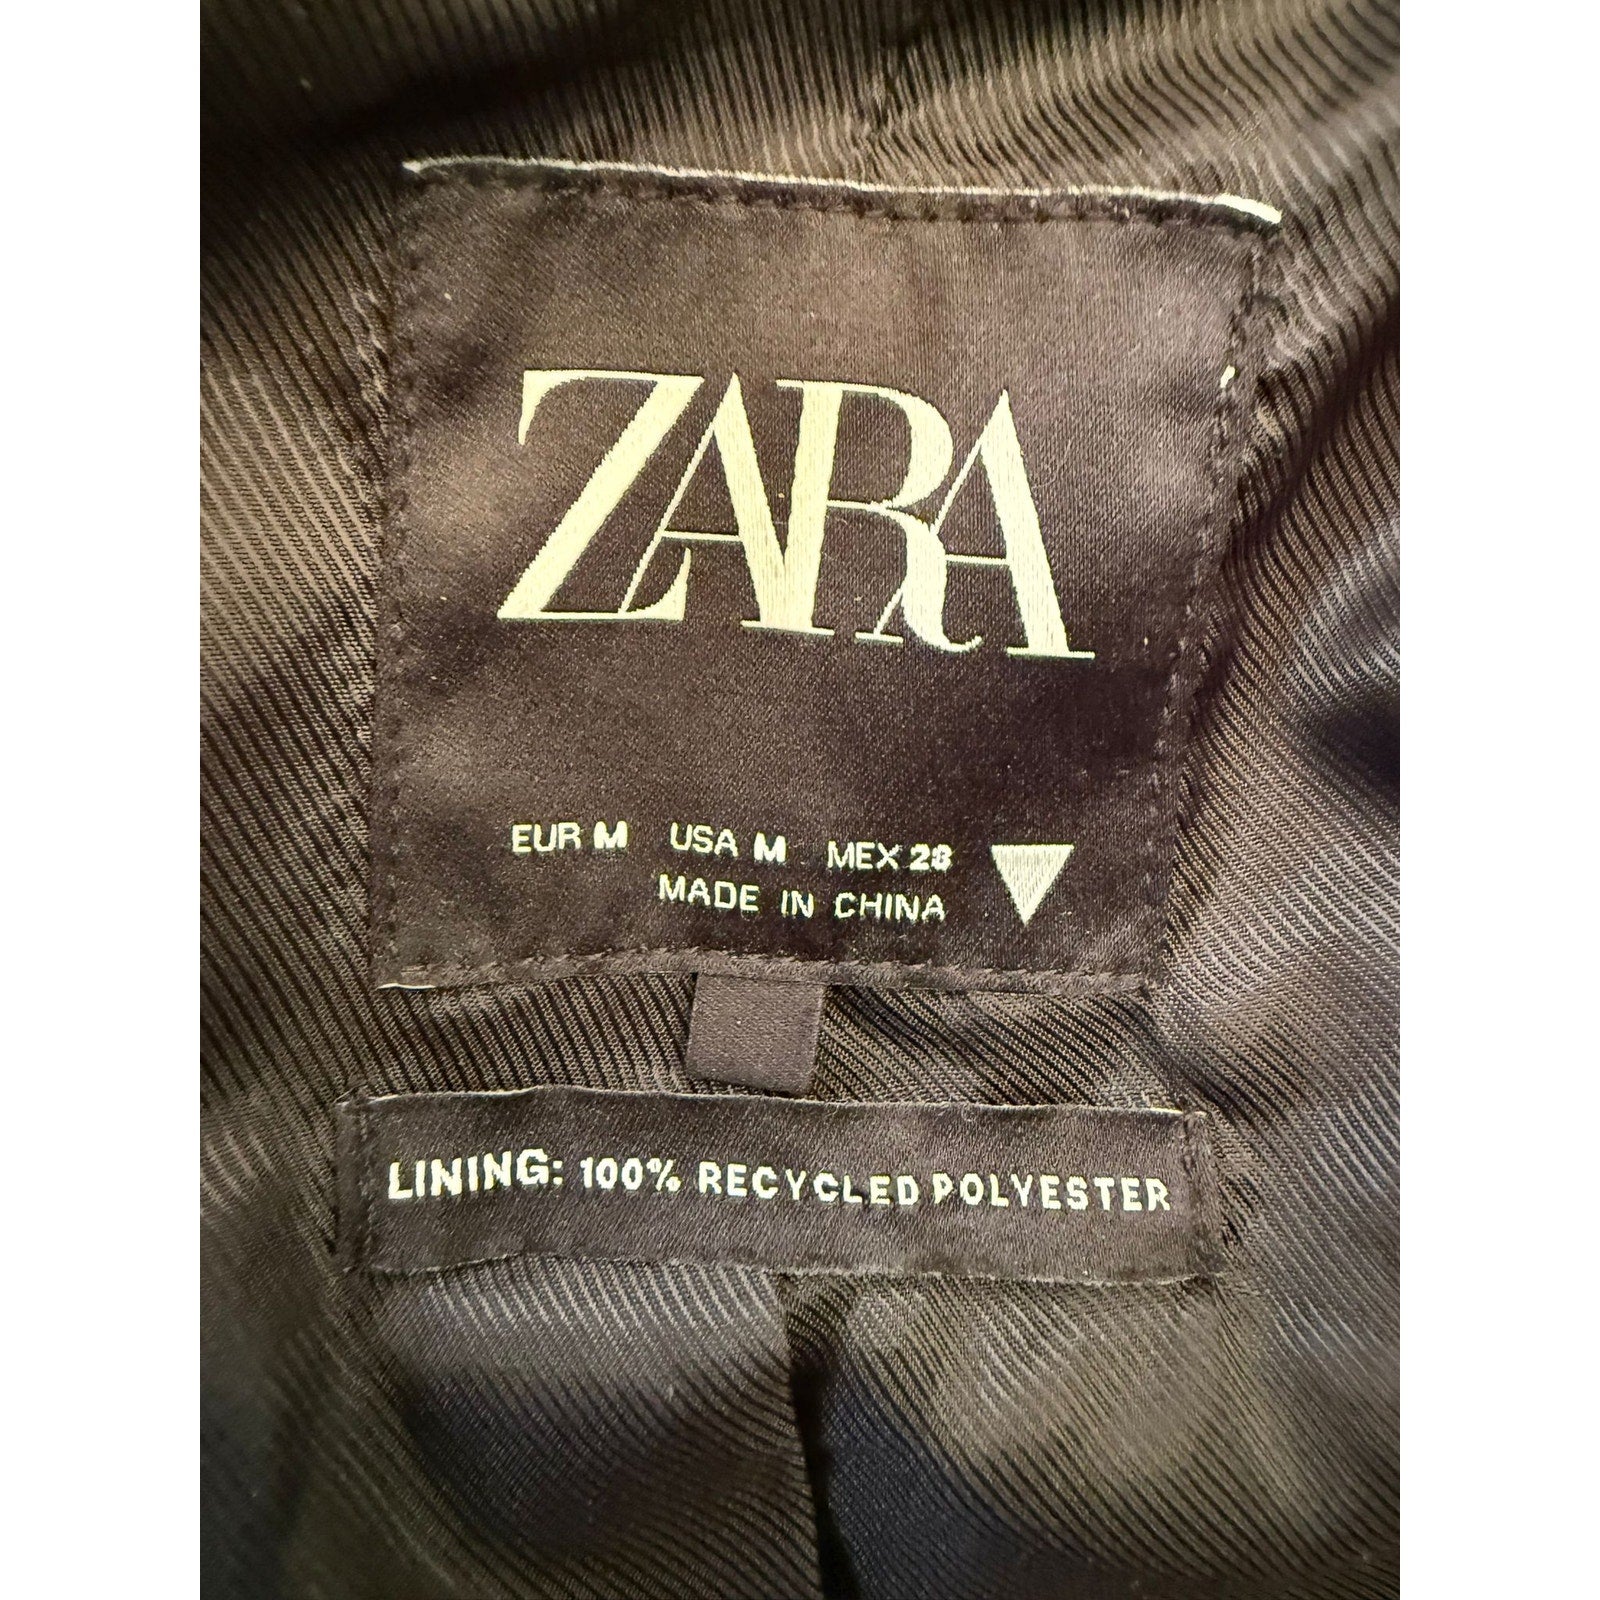 ZARA
EUR M USA M MEX 28
MADE IN CHINA
LINING: 100% RECYCLED POLYESTER